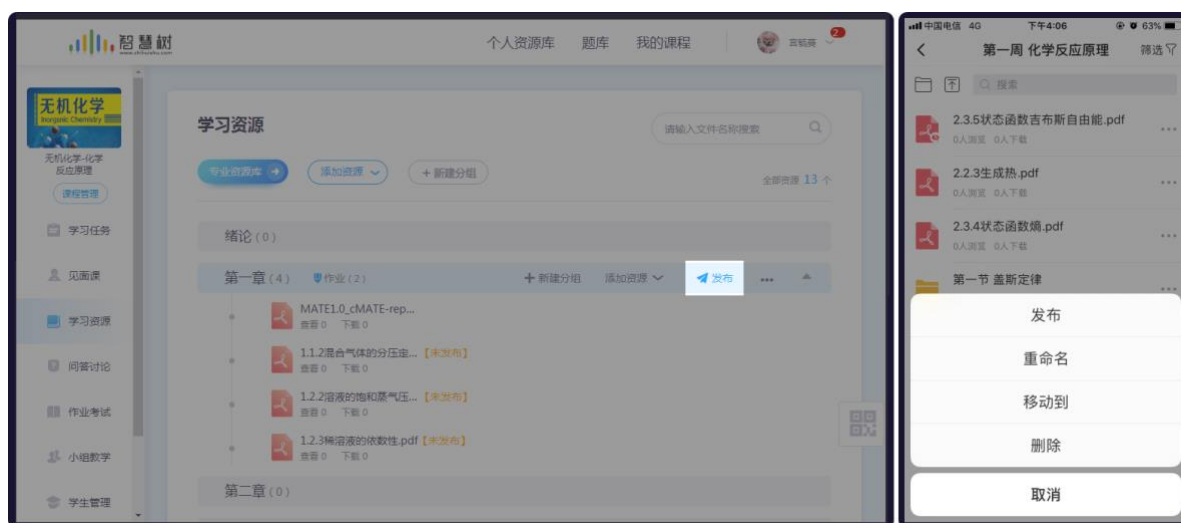 智慧树
www.zhihuishu.com
个人资源库 题库 我的课程
2
无机化学
Inorganic Chemistry
无机化学-化学
反应原理
课程管理
学习任务
见面课
学习资源
问答讨论
作业考试
小组教学
学生管理
学习资源
请输入文件名称搜索
专业资源库
添加资源
+ 新建分组
全部资源 13 个
绪论 (0)
第一章 (4) 作业 (2) + 新建分组 添加资源 发布 •••
MATE1.0_cMATE-rep...
查看 0 下载 0
1.1.2混合气体的分压定... 【未发布】
查看 0 下载 0
1.2.2溶液的饱和蒸气压... 【未发布】
查看 0 下载 0
1.2.3稀溶液的依数性.pdf 【未发布】
查看 0 下载 0
第二章 (0)
中国电信 4G 下午4:06 63%
第一周 化学反应原理 筛选
搜索
2.3.5状态函数吉布斯自由能.pdf
0人浏览 0人下载
2.2.3生成热.pdf
0人浏览 0人下载
2.3.4状态函数熵.pdf
0人浏览 0人下载
第一节 盖斯定律
发布
重命名
移动到
删除
取消